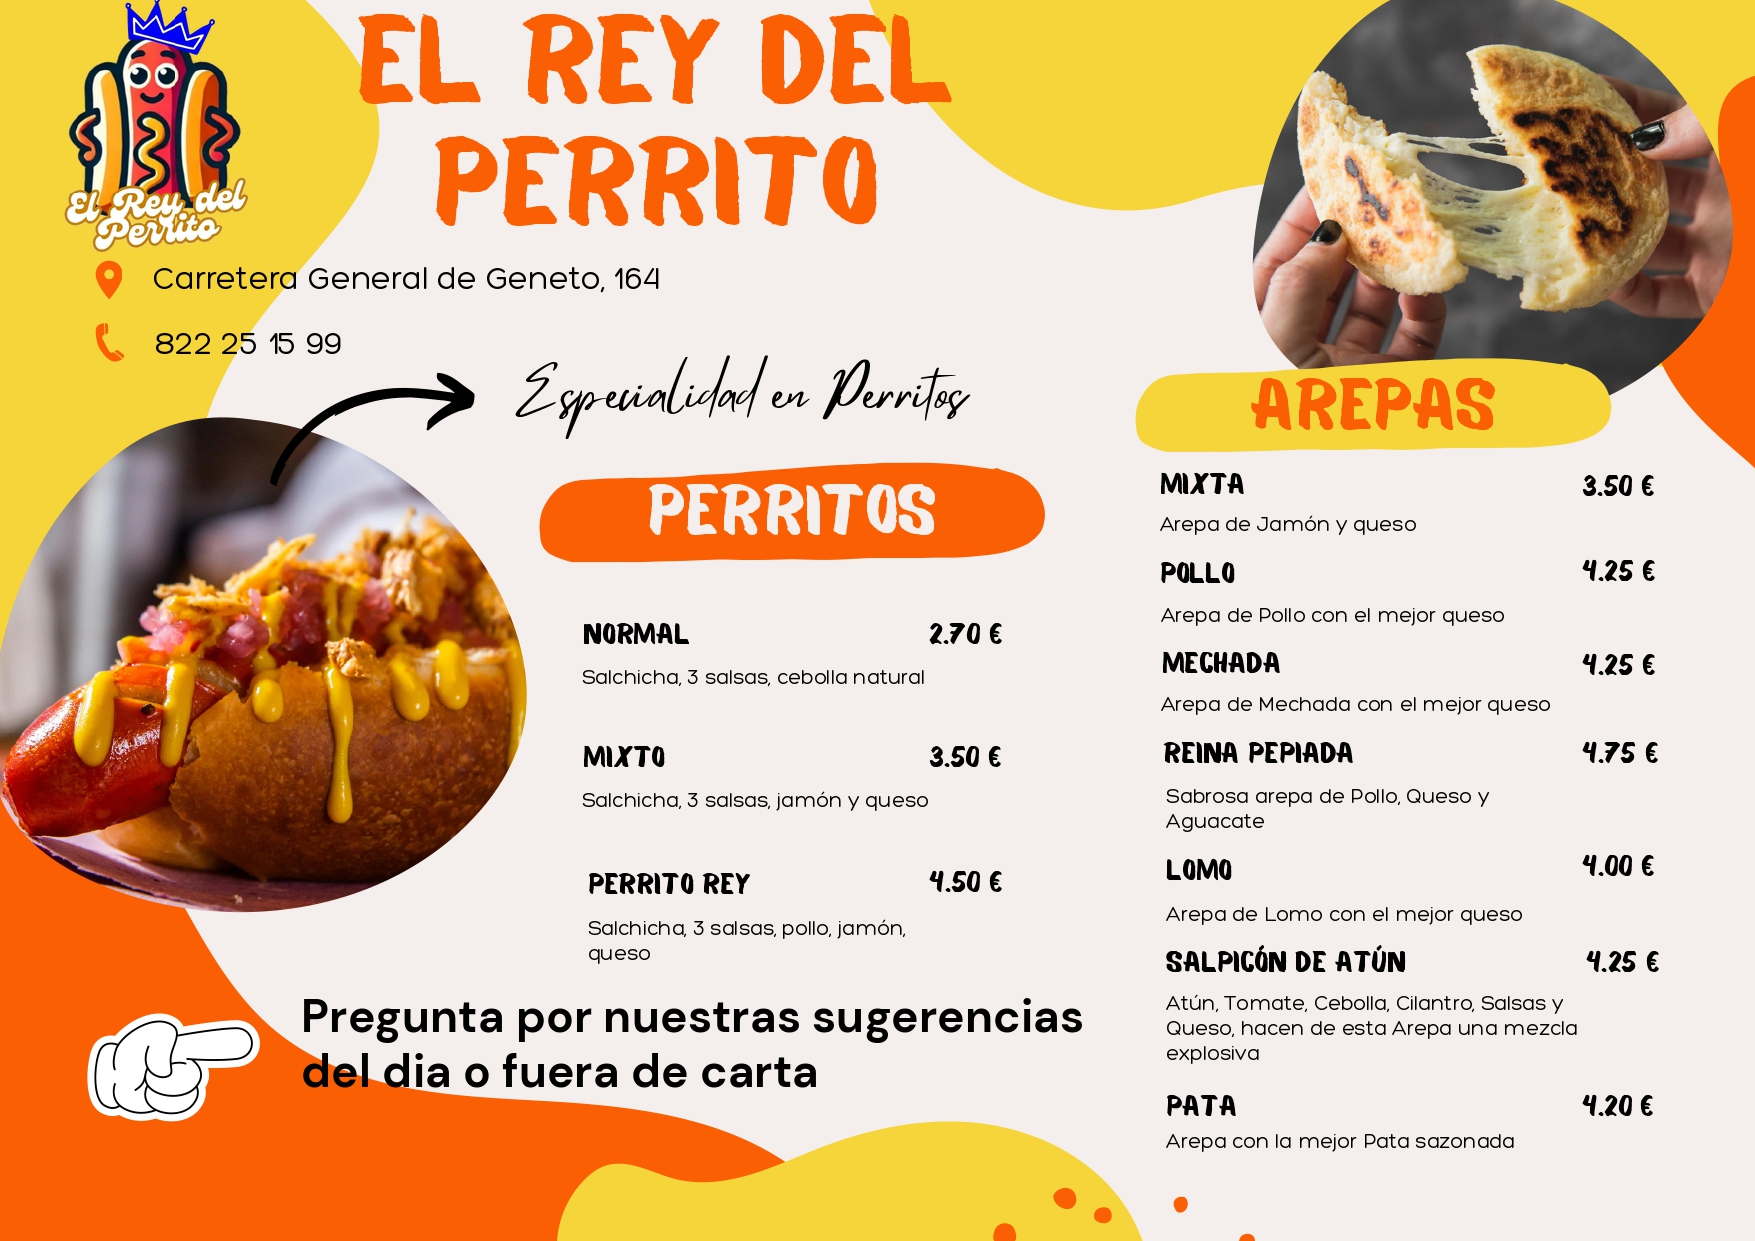 El Rey del
Perrito
EL REY DEL
PERRITO
Carretera General de Geneto, 164
822 25 15 99
Especialidad en Perritos
PERRITOS
NORMAL 2.70 €
Salchicha, 3 salsas, cebolla natural
MIXTO 3.50 €
Salchicha, 3 salsas, jamón y queso
PERRITO REY 4.50 €
Salchicha, 3 salsas, pollo, jamón,
queso
Pregunta por nuestras sugerencias
del dia o fuera de carta
AREPAS
MIXTA 3.50 €
Arepa de Jamón y queso
POLLO 4.25 €
Arepa de Pollo con el mejor queso
MECHADA 4.25 €
Arepa de Mechada con el mejor queso
REINA PEPIADA 4.75 €
Sabrosa arepa de Pollo, Queso y
Aguacate
LOMO 4.00 €
Arepa de Lomo con el mejor queso
SALPICÓN DE ATÚN 4.25 €
Atún, Tomate, Cebolla, Cilantro, Salsas y
Queso, hacen de esta Arepa una mezcla
explosiva
PATA 4.20 €
Arepa con la mejor Pata sazonada